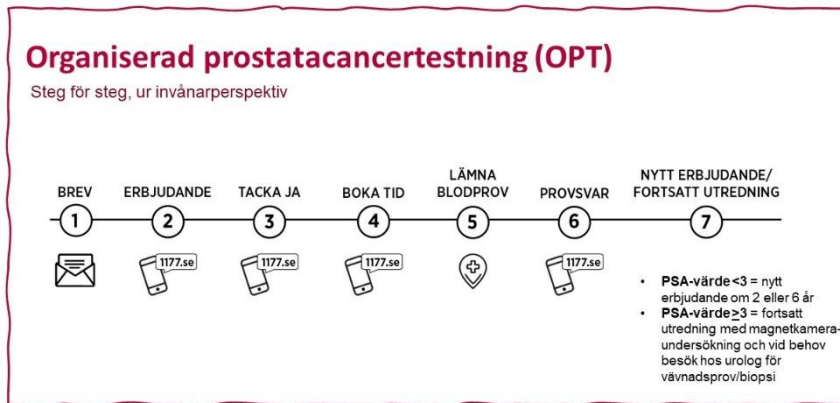 Organiserad prostatacancertestning (OPT)
Steg för steg, ur invånarperspektiv
BREV
ERBJUDANDE
TACKA JA
BOKA TID
LÄMNA
BLODPROV
PROVSVAR
NYTT ERBJUDANDE/
FORTSATT UTREDNING
1
2
3
4
5
6
7
1177.se
1177.se
1177.se
1177.se
• PSA-värde<3 = nytt
erbjudande om 2 eller 6 år
• PSA-värde≥3 = fortsatt
utredning med magnetkamera-
undersökning och vid behov
besök hos urolog för
vävnadsprov/biopsi